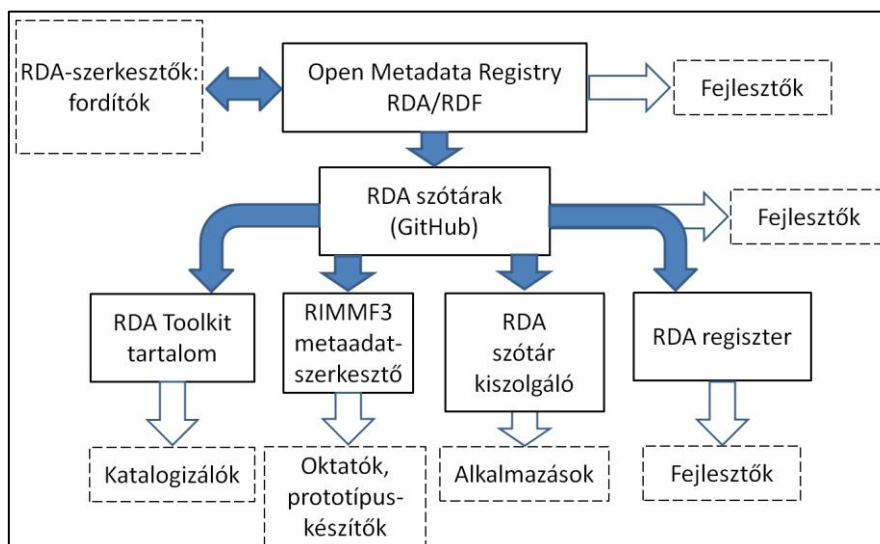 RDA-szerkesztők:
fordítók
Open Metadata Registry
RDA/RDF
Fejlesztők
RDA szótárak
(GitHub)
Fejlesztők
RDA Toolkit
tartalom
RIMMF3
metaadat-
szerkesztő
RDA
szótár
kiszolgáló
RDA regiszter
Katalogizálók
Oktatók,
prototípus-
készítők
Alkalmazások
Fejlesztők